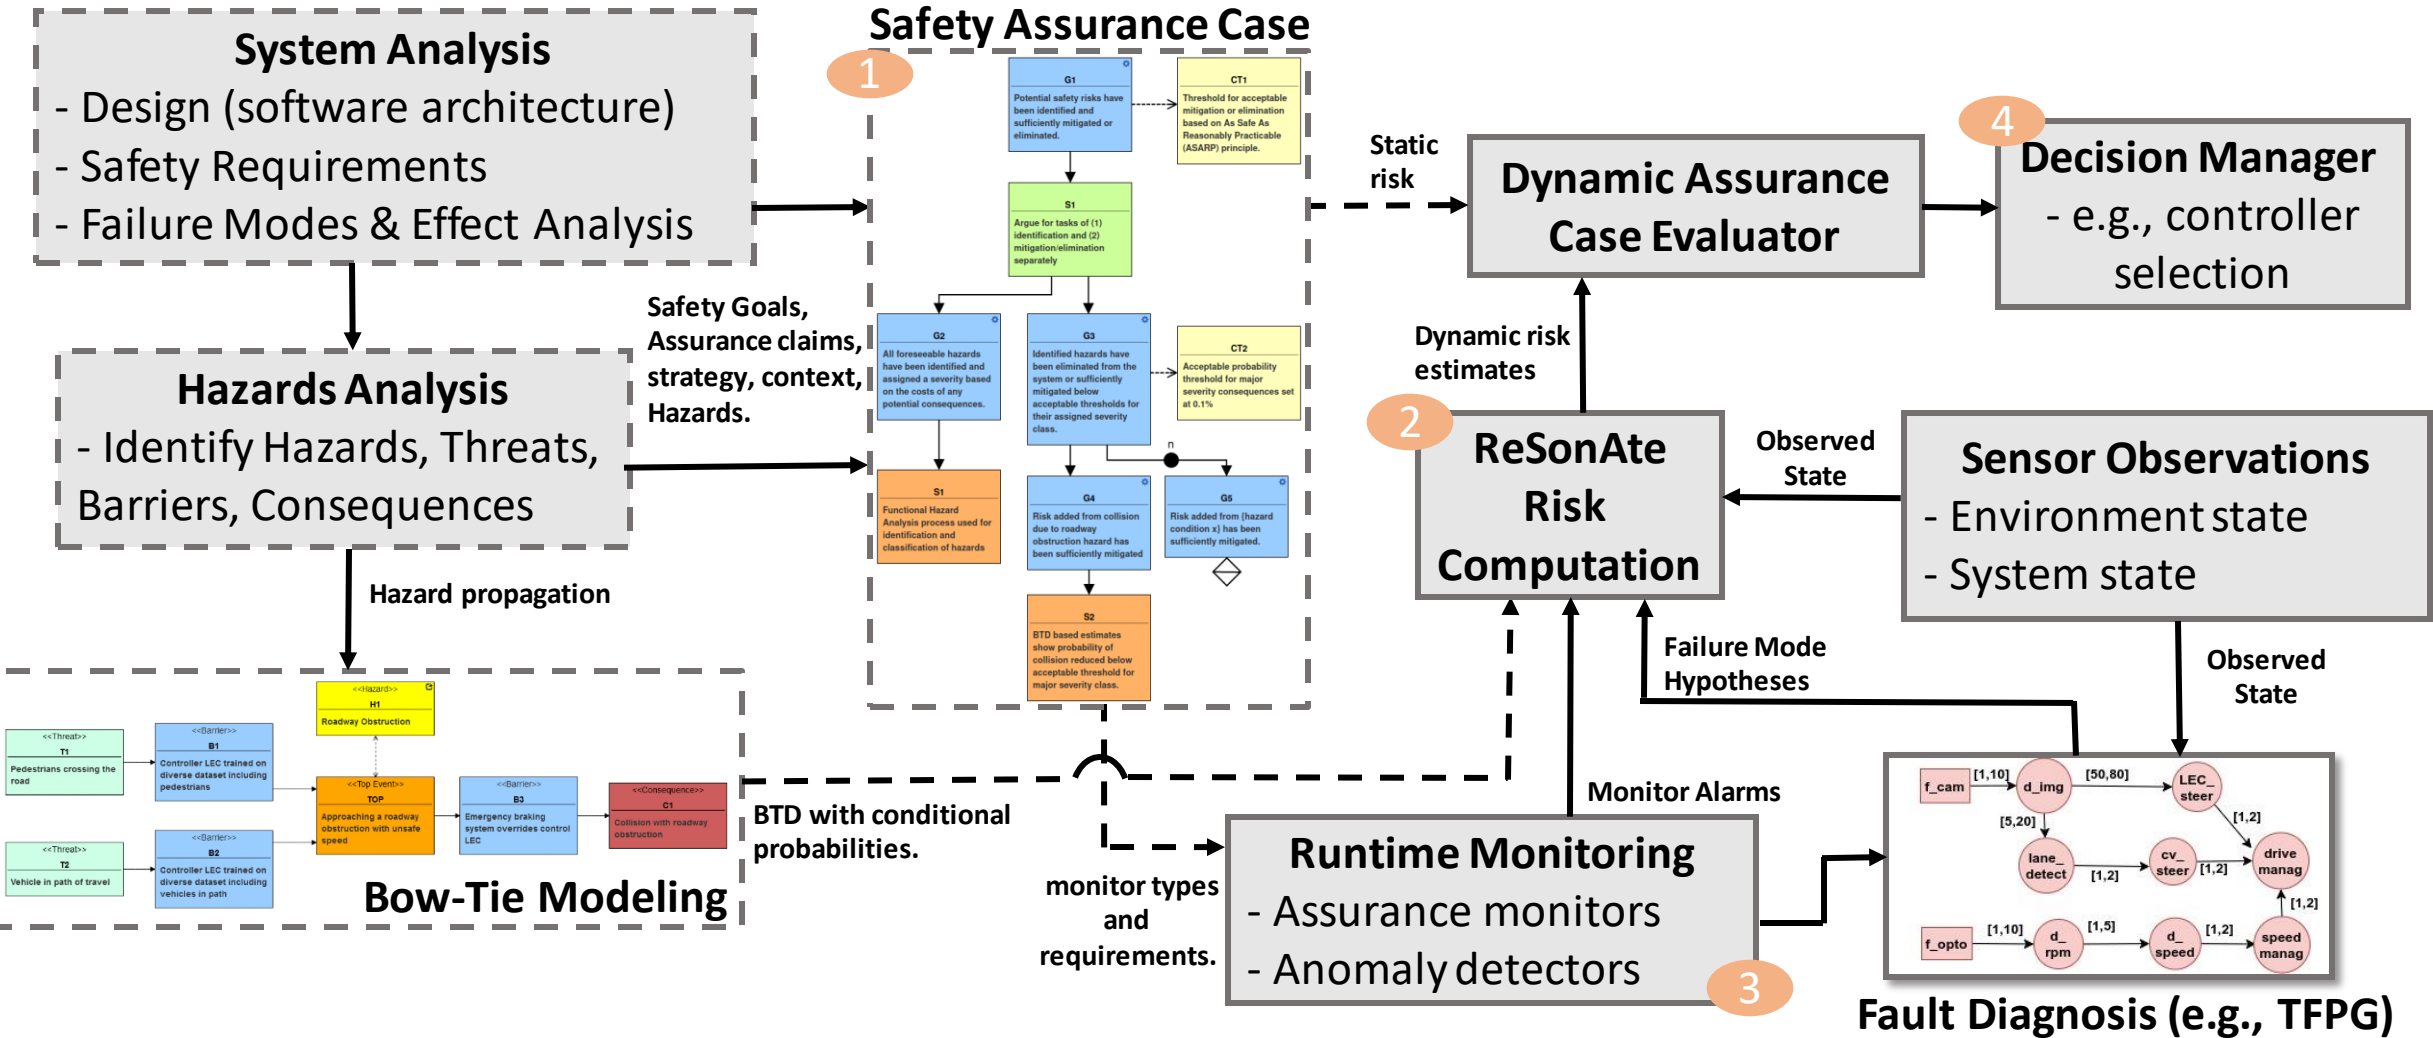 System Analysis
- Design (software architecture)
- Safety Requirements
- Failure Modes & Effect Analysis
Hazards Analysis
- Identify Hazards, Threats,
Barriers, Consequences
Safety Goals,
Assurance claims,
strategy, context,
Hazards.
Hazard propagation
Safety Assurance Case
1
G1
Potential safety risks have
been identified and
sufficiently mitigated or
eliminated.
CT1
Threshold for acceptable
mitigation or elimination
based on As Safe As
Reasonably Practicable
(ASARP) principle.
S1
Argue for tasks of (1)
identification and (2)
mitigation/elimination
separately
G2
All foreseeable hazards
have been identified and
assigned a severity based
on the costs of any
potential consequences.
G3
Identified hazards have
been eliminated from the
system or sufficiently
mitigated below
acceptable thresholds for
their assigned severity
class.
CT2
Acceptable probability
threshold for major
severity consequences set
at 0.1%
n
S1
Functional Hazard
Analysis process used for
identification and
classification of hazards
G4
Risk added from collision
due to roadway
obstruction hazard has
been sufficiently mitigated
G5
Risk added from {hazard
condition x} has been
sufficiently mitigated.
S2
BTD based estimates
show probability of
collision reduced below
acceptable threshold for
major severity class.
Static
risk
Dynamic Assurance
Case Evaluator
4
Decision Manager
- e.g., controller
selection
Dynamic risk
estimates
2
ReSonAte
Risk
Computation
Observed
State
Sensor Observations
- Environment state
- System state
Failure Mode
Hypotheses
Observed
State
<<Hazard>>
H1
Roadway Obstruction
<<Threat>>
T1
Pedestrians crossing the
road
<<Barrier>>
B1
Controller LEC trained on
diverse dataset including
pedestrians
<<Top Event>>
TOP
Approaching a roadway
obstruction with unsafe
speed
<<Barrier>>
B3
Emergency braking
system overrides control
LEC
<<Consequence>>
C1
Collision with roadway
obstruction
<<Threat>>
T2
Vehicle in path of travel
<<Barrier>>
B2
Controller LEC trained on
diverse dataset including
vehicles in path
Bow-Tie Modeling
BTD with conditional
probabilities.
monitor types
and
requirements.
Monitor Alarms
Runtime Monitoring
- Assurance monitors
- Anomaly detectors
3
f_cam
[1,10]
d_img
[50,80]
LEC_
steer
[5,20]
[1,2]
lane_
detect
[1,2]
cv_
steer
[1,2]
drive
manag
[1,2]
f_opto
[1,10]
d_
rpm
[1,5]
d_
speed
[1,2]
speed
manag
Fault Diagnosis (e.g., TFPG)